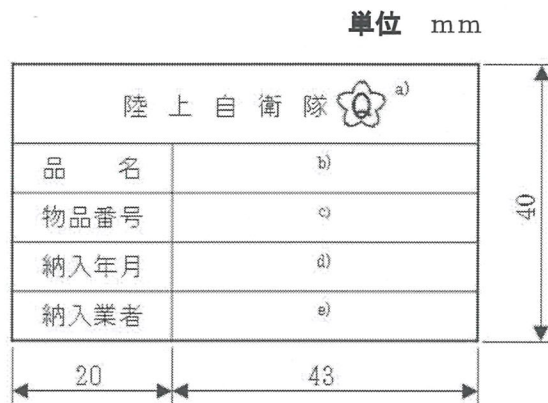 単位 mm
陸上自衛隊 Q a)
品 名 b)
物品番号 c)
納入年月 d)
納入業者 e)
40
20 43